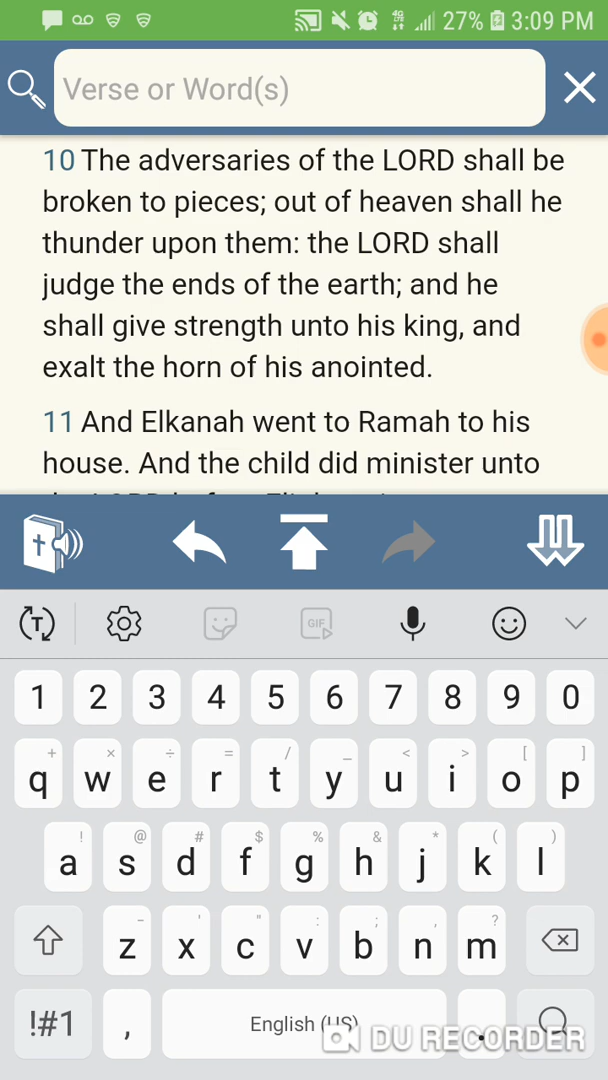 27% 3:09 PM
Verse or Word(s)
10 The adversaries of the LORD shall be
broken to pieces; out of heaven shall he
thunder upon them: the LORD shall
judge the ends of the earth; and he
shall give strength unto his king, and
exalt the horn of his anointed.
11 And Elkanah went to Ramah to his
house. And the child did minister unto
T GIF
1 2 3 4 5 6 7 8 9 0
+ × ÷ = / _ < > [ ]
q w e r t y u i o p
! @ # $ % & * ( )
a s d f g h j k l
- ' " : ; , ?
z x c v b n m
!#1 , English (US) .
DU RECORDER